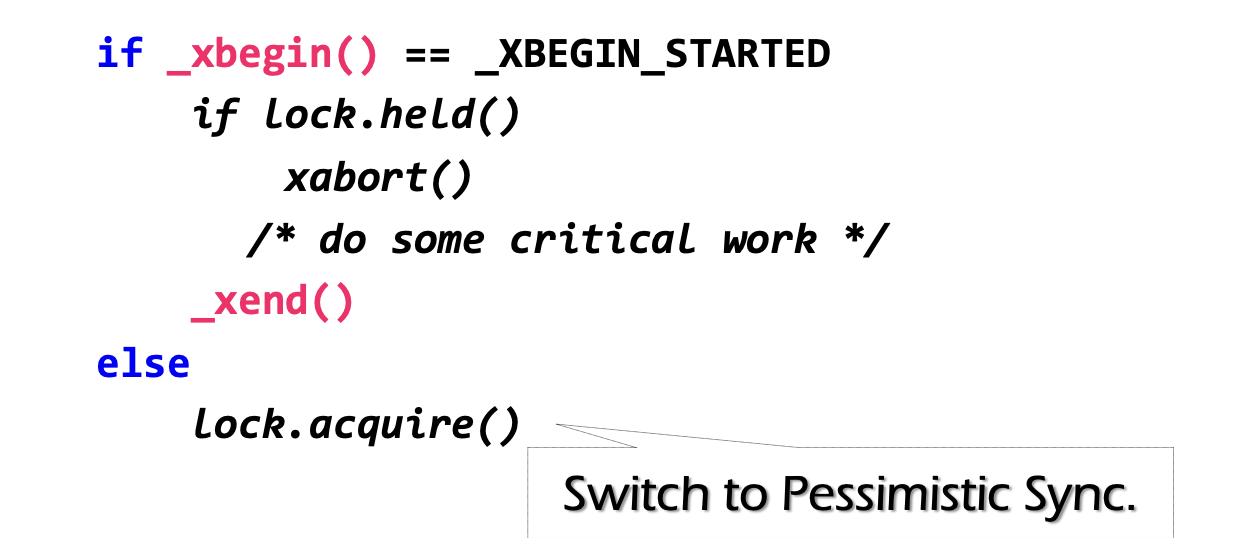 if _xbegin() == _XBEGIN_STARTED
if lock.held()
xabort()
/* do some critical work */
_xend()
else
lock.acquire()
Switch to Pessimistic Sync.